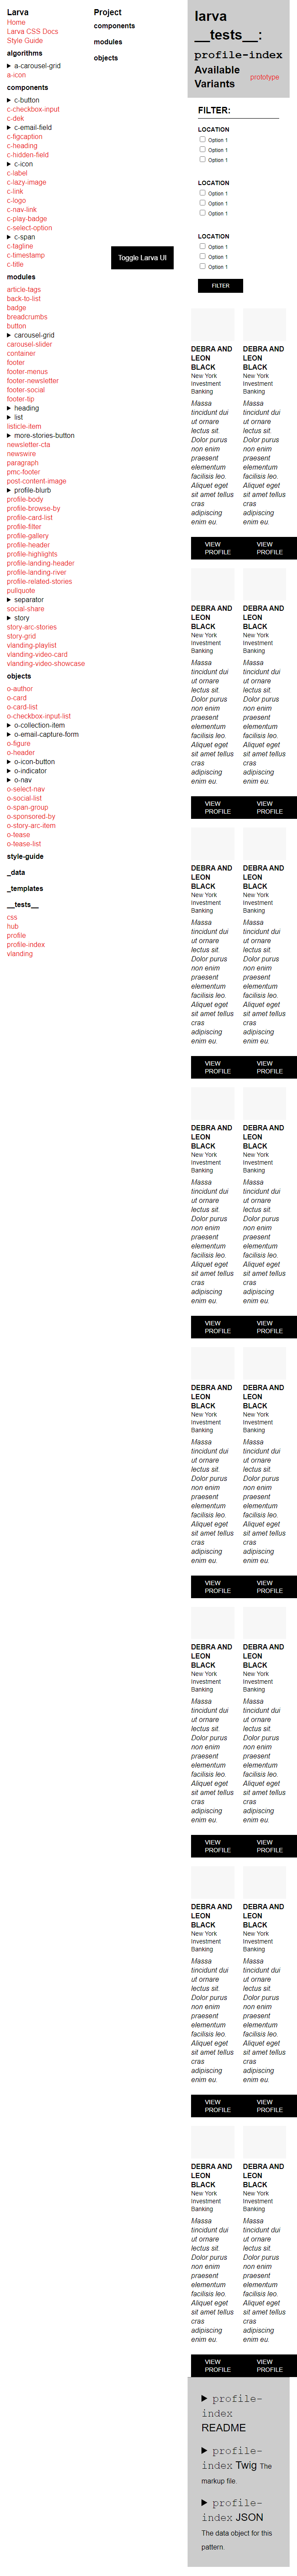 Larva
Home
Larva CSS Docs
Style Guide
algorithms
a-carousel-grid
a-icon
components
c-button
c-checkbox-input
c-dek
c-email-field
c-figcaption
c-heading
c-hidden-field
c-icon
c-label
c-lazy-image
c-link
c-logo
c-nav-link
c-play-badge
c-select-option
c-span
c-tagline
c-timestamp
c-title
modules
article-tags
back-to-list
badge
breadcrumbs
button
carousel-grid
carousel-slider
container
footer
footer-menus
footer-newsletter
footer-social
footer-tip
heading
list
listicle-item
more-stories-button
newsletter-cta
newswire
paragraph
pmc-footer
post-content-image
profile-blurb
profile-body
profile-browse-by
profile-card-list
profile-filter
profile-gallery
profile-header
profile-highlights
profile-landing-header
profile-landing-river
profile-related-stories
pullquote
separator
social-share
story
story-arc-stories
story-grid
vlanding-playlist
vlanding-video-card
vlanding-video-showcase
objects
o-author
o-card
o-card-list
o-checkbox-input-list
o-collection-item
o-email-capture-form
o-figure
o-header
o-icon-button
o-indicator
o-nav
o-select-nav
o-social-list
o-span-group
o-sponsored-by
o-story-arc-item
o-tease
o-tease-list
style-guide
_data
_templates
__tests__
css
hub
profile
profile-index
vlanding
Project
components
modules
objects
Toggle Larva UI
larva
__tests__:
profile-index
Available
Variants
prototype
FILTER:
LOCATION
Option 1
Option 1
Option 1
LOCATION
Option 1
Option 1
Option 1
LOCATION
Option 1
Option 1
Option 1
FILTER
DEBRA AND DEBRA AND
LEON LEON
BLACK BLACK
New York New York
Investment Investment
Banking Banking
Massa Massa
tincidunt dui tincidunt dui
ut ornare ut ornare
lectus sit. lectus sit.
Dolor purus Dolor purus
non enim non enim
praesent praesent
elementum elementum
facilisis leo. facilisis leo.
Aliquet eget Aliquet eget
sit amet tellus sit amet tellus
cras cras
adipiscing adipiscing
enim eu. enim eu.
VIEW VIEW
PROFILE PROFILE
DEBRA AND DEBRA AND
LEON LEON
BLACK BLACK
New York New York
Investment Investment
Banking Banking
Massa Massa
tincidunt dui tincidunt dui
ut ornare ut ornare
lectus sit. lectus sit.
Dolor purus Dolor purus
non enim non enim
praesent praesent
elementum elementum
facilisis leo. facilisis leo.
Aliquet eget Aliquet eget
sit amet tellus sit amet tellus
cras cras
adipiscing adipiscing
enim eu. enim eu.
VIEW VIEW
PROFILE PROFILE
DEBRA AND DEBRA AND
LEON LEON
BLACK BLACK
New York New York
Investment Investment
Banking Banking
Massa Massa
tincidunt dui tincidunt dui
ut ornare ut ornare
lectus sit. lectus sit.
Dolor purus Dolor purus
non enim non enim
praesent praesent
elementum elementum
facilisis leo. facilisis leo.
Aliquet eget Aliquet eget
sit amet tellus sit amet tellus
cras cras
adipiscing adipiscing
enim eu. enim eu.
VIEW VIEW
PROFILE PROFILE
DEBRA AND DEBRA AND
LEON LEON
BLACK BLACK
New York New York
Investment Investment
Banking Banking
Massa Massa
tincidunt dui tincidunt dui
ut ornare ut ornare
lectus sit. lectus sit.
Dolor purus Dolor purus
non enim non enim
praesent praesent
elementum elementum
facilisis leo. facilisis leo.
Aliquet eget Aliquet eget
sit amet tellus sit amet tellus
cras cras
adipiscing adipiscing
enim eu. enim eu.
VIEW VIEW
PROFILE PROFILE
DEBRA AND DEBRA AND
LEON LEON
BLACK BLACK
New York New York
Investment Investment
Banking Banking
Massa Massa
tincidunt dui tincidunt dui
ut ornare ut ornare
lectus sit. lectus sit.
Dolor purus Dolor purus
non enim non enim
praesent praesent
elementum elementum
facilisis leo. facilisis leo.
Aliquet eget Aliquet eget
sit amet tellus sit amet tellus
cras cras
adipiscing adipiscing
enim eu. enim eu.
VIEW VIEW
PROFILE PROFILE
DEBRA AND DEBRA AND
LEON LEON
BLACK BLACK
New York New York
Investment Investment
Banking Banking
Massa Massa
tincidunt dui tincidunt dui
ut ornare ut ornare
lectus sit. lectus sit.
Dolor purus Dolor purus
non enim non enim
praesent praesent
elementum elementum
facilisis leo. facilisis leo.
Aliquet eget Aliquet eget
sit amet tellus sit amet tellus
cras cras
adipiscing adipiscing
enim eu. enim eu.
VIEW VIEW
PROFILE PROFILE
DEBRA AND DEBRA AND
LEON LEON
BLACK BLACK
New York New York
Investment Investment
Banking Banking
Massa Massa
tincidunt dui tincidunt dui
ut ornare ut ornare
lectus sit. lectus sit.
Dolor purus Dolor purus
non enim non enim
praesent praesent
elementum elementum
facilisis leo. facilisis leo.
Aliquet eget Aliquet eget
sit amet tellus sit amet tellus
cras cras
adipiscing adipiscing
enim eu. enim eu.
VIEW VIEW
PROFILE PROFILE
DEBRA AND DEBRA AND
LEON LEON
BLACK BLACK
New York New York
Investment Investment
Banking Banking
Massa Massa
tincidunt dui tincidunt dui
ut ornare ut ornare
lectus sit. lectus sit.
Dolor purus Dolor purus
non enim non enim
praesent praesent
elementum elementum
facilisis leo. facilisis leo.
Aliquet eget Aliquet eget
sit amet tellus sit amet tellus
cras cras
adipiscing adipiscing
enim eu. enim eu.
VIEW VIEW
PROFILE PROFILE
profile-
index
README
profile-
index Twig The
markup file.
profile-
index JSON
The data object for this
pattern.